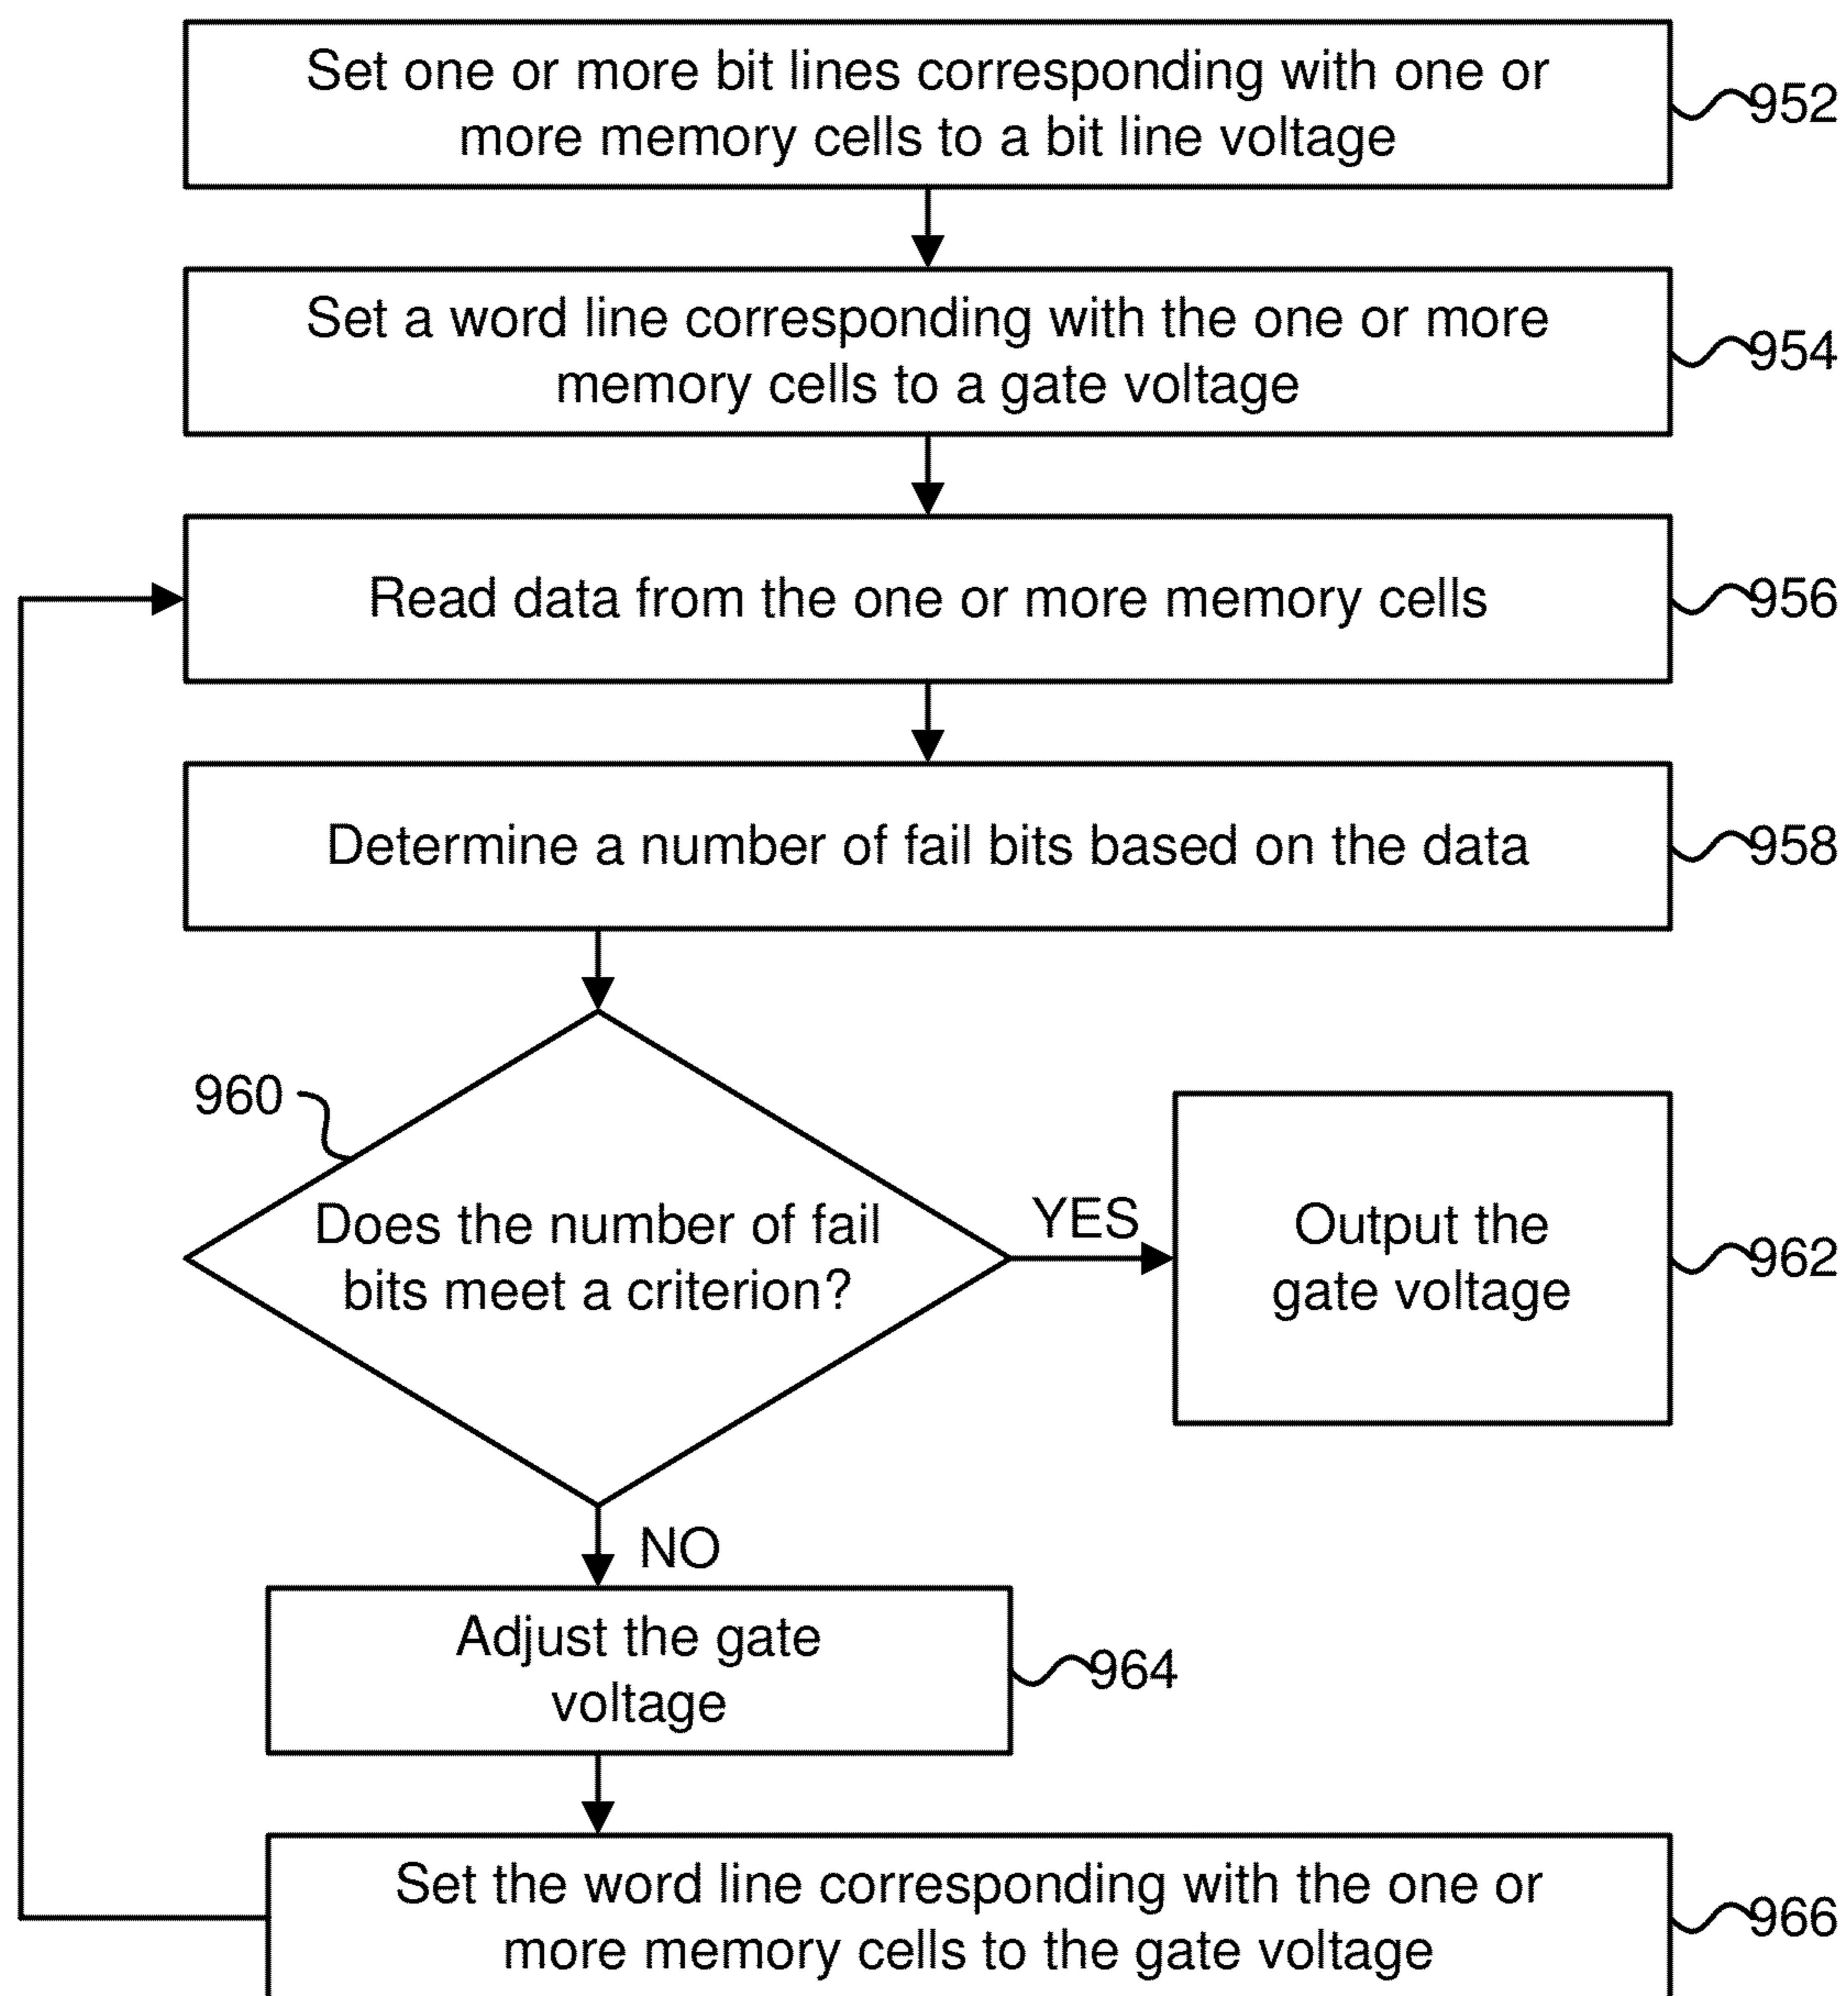 Set one or more bit lines corresponding with one or
more memory cells to a bit line voltage
952
Set a word line corresponding with the one or more
memory cells to a gate voltage
954
Read data from the one or more memory cells
956
Determine a number of fail bits based on the data
958
960
Does the number of fail
bits meet a criterion?
YES
Output the
gate voltage
962
NO
Adjust the gate
voltage
964
Set the word line corresponding with the one or
more memory cells to the gate voltage
966